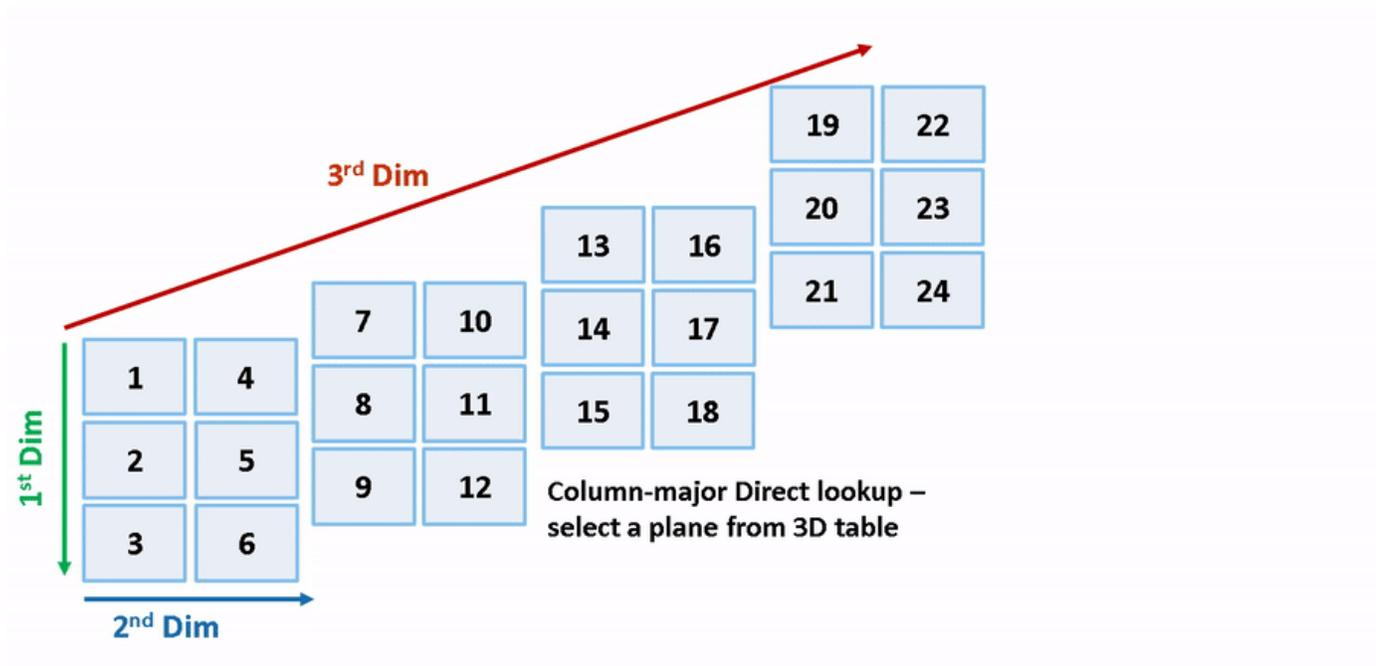 3rd Dim
19 22
20 23
21 24
13 16
14 17
15 18
7 10
8 11
9 12
1 4
2 5
3 6
1st Dim
2nd Dim
Column-major Direct lookup –
select a plane from 3D table